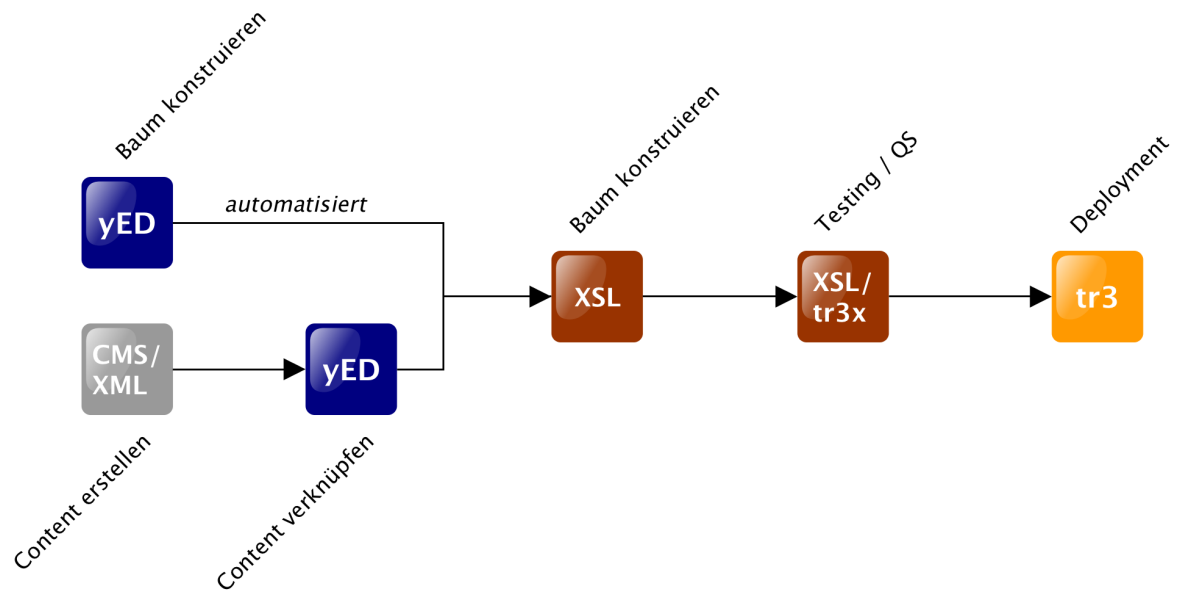 Baum konstruieren
yED
automatisiert
CMS/
XML
Content erstellen
yED
Content verknüpfen
Baum konstruieren
XSL
Testing / QS
XSL/
tr3x
Deployment
tr3